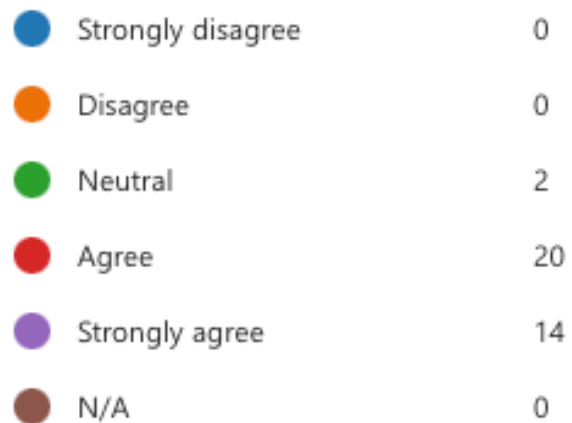 Strongly disagree 0
Disagree 0
Neutral 2
Agree 20
Strongly agree 14
N/A 0